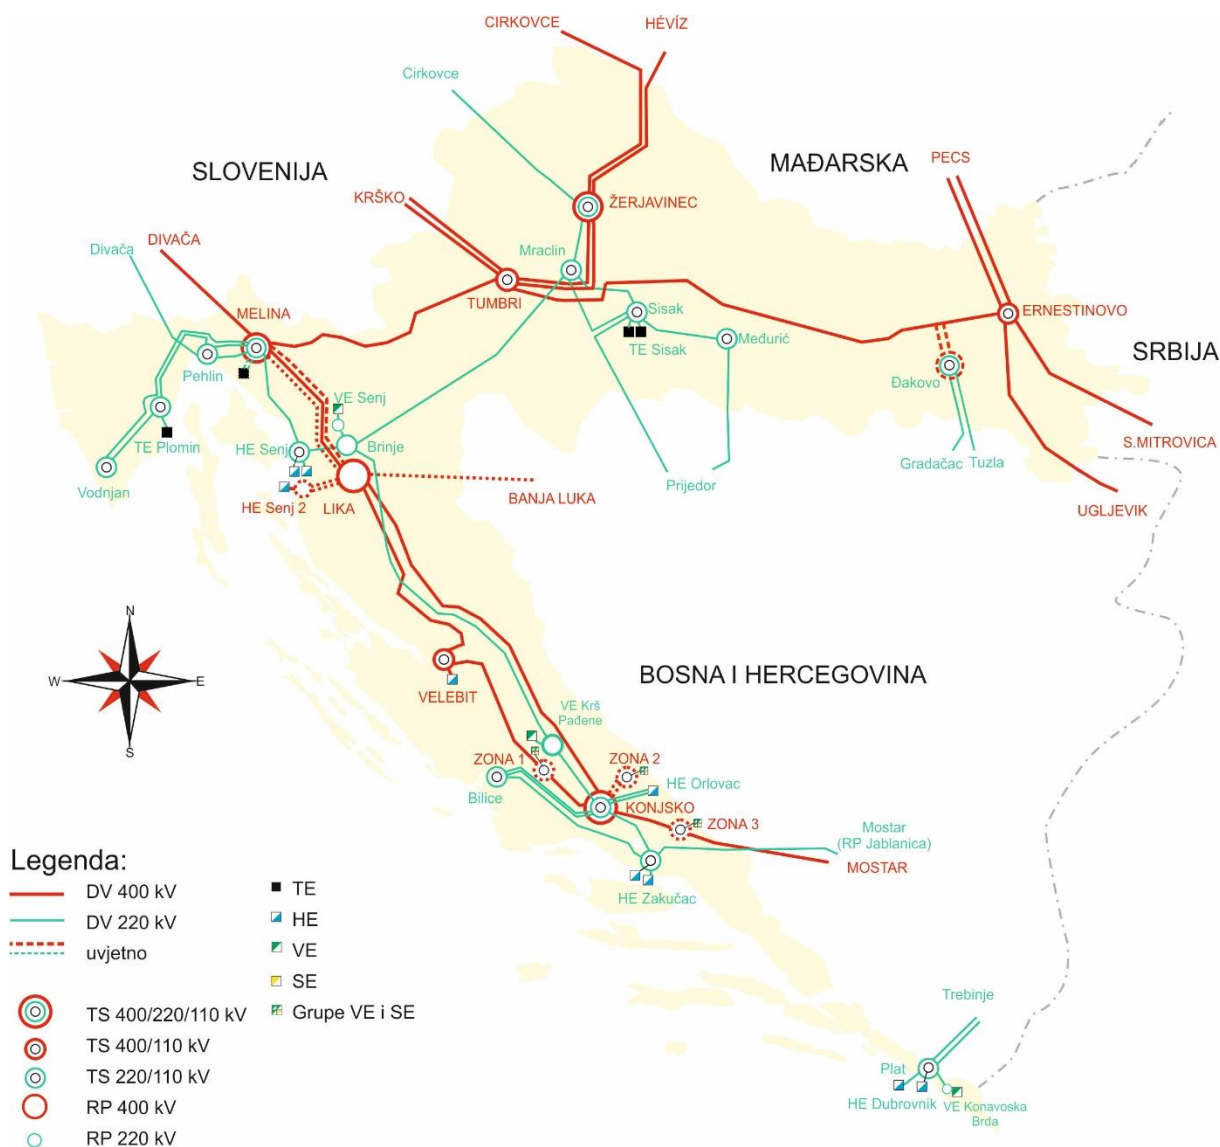 CIRKOVCE
HÉVÍZ
Cirkovce
SLOVENIJA
MAĐARSKA
PECS
KRŠKO
ŽERJAVINEC
Divača
DIVAČA
Mraclin
MELINA
TUMBRI
Sisak
ERNESTINOVO
TE Sisak
Međurić
SRBIJA
Pehlin
Đakovo
VE Senj
TE Plomin
HE Senj
Brinje
S.MITROVICA
Gradačac
Tuzla
Vodnjan
Prijedor
BANJA LUKA
HE Senj 2
LIKA
UGLJEVIK
N
W
E
S
BOSNA I HERCEGOVINA
VELEBIT
VE Krš
Pađene
ZONA 1
ZONA 2
HE Orlovac
Bilice
KONJSKO
ZONA 3
Mostar
(RP Jablanica)
MOSTAR
HE Zakučac
Legenda:
DV 400 kV
DV 220 kV
uvjetno
TS 400/220/110 kV
TS 400/110 kV
TS 220/110 kV
RP 400 kV
RP 220 kV
TE
HE
VE
SE
Grupe VE i SE
Trebinje
Plat
HE Dubrovnik
VE Konavoska
Brda